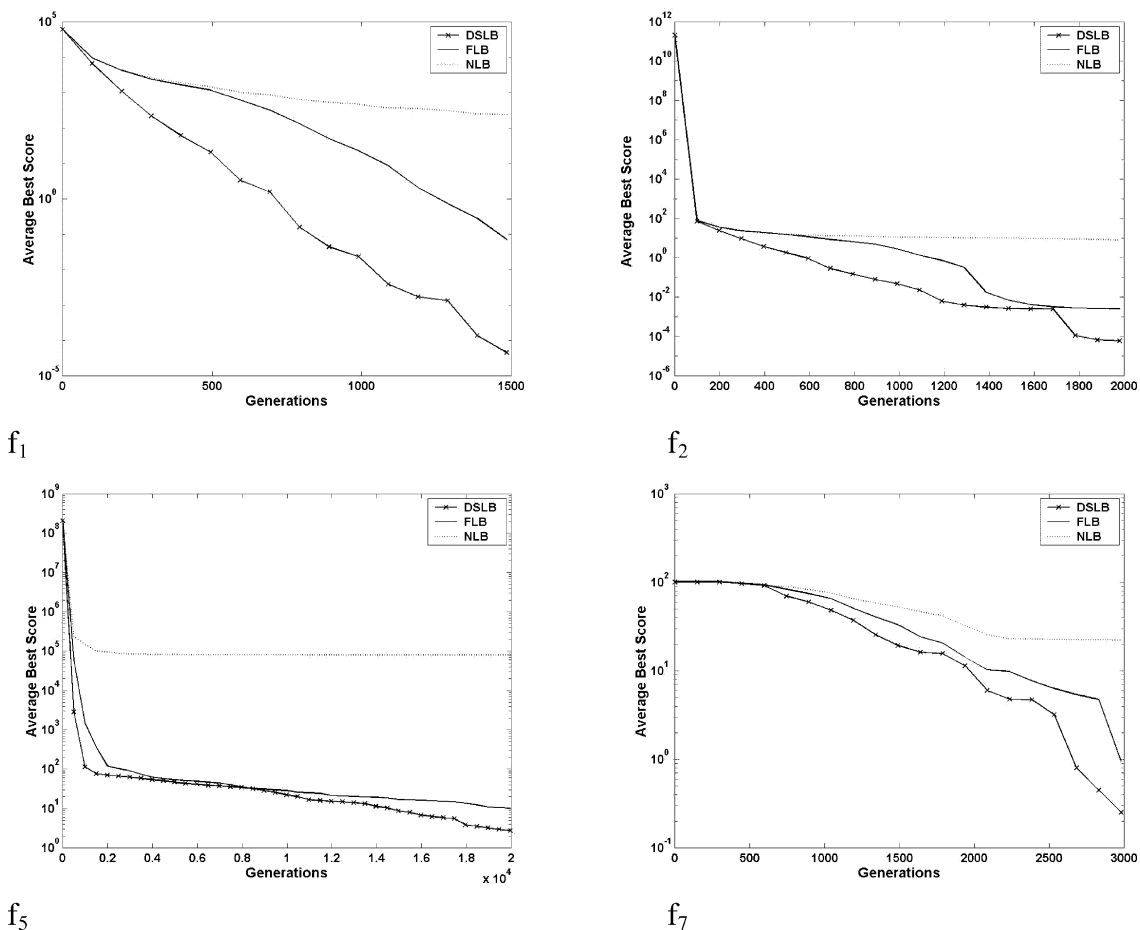 10^5
10^0
10^-5
Average Best Score
0 500 1000 1500
Generations
DSLB
FLB
NLB
f₁
10^12
10^10
10^8
10^6
10^4
10^2
10^0
10^-2
10^-4
10^-6
Average Best Score
0 200 400 600 800 1000 1200 1400 1600 1800 2000
Generations
DSLB
FLB
NLB
f₂
10^9
10^8
10^7
10^6
10^5
10^4
10^3
10^2
10^1
10^0
Average Best Score
0 0.2 0.4 0.6 0.8 1.0 1.2 1.4 1.6 1.8 2
Generations
x 10^4
DSLB
FLB
NLB
f₅
10^3
10^2
10^1
10^0
10^-1
Average Best Score
0 500 1000 1500 2000 2500 3000
Generations
DSLB
FLB
NLB
f₇